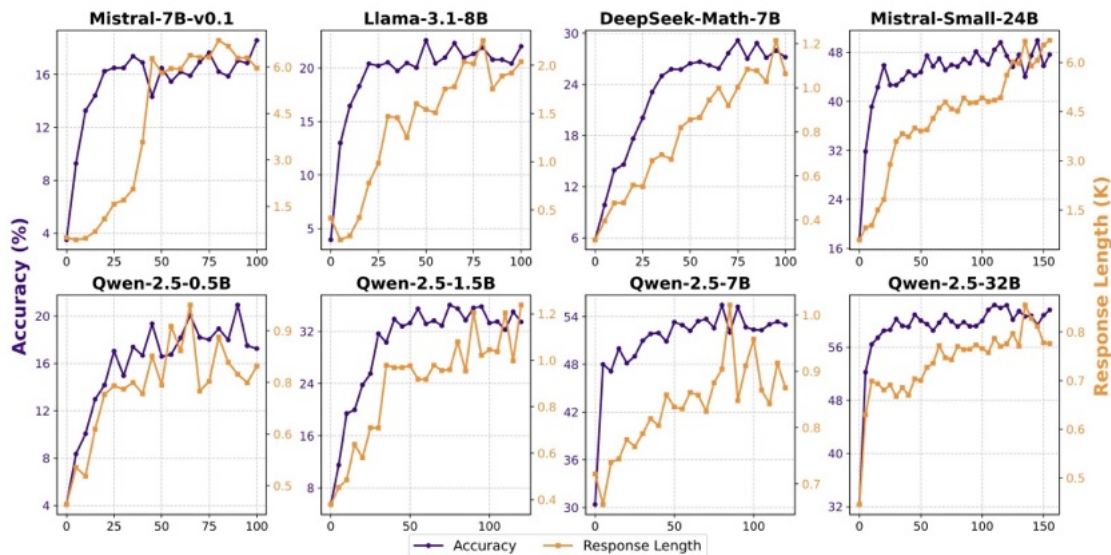 Mistral-7B-v0.1 Llama-3.1-8B DeepSeek-Math-7B Mistral-Small-24B
16 12 8 4
6.0 4.5 3.0 1.5
0 25 50 75 100
20 15 10 5
2.0 1.5 1.0 0.5
0 25 50 75 100
30 24 18 12 6
1.2 1.0 0.8 0.6 0.4
0 25 50 75 100
48 40 32 24 16
6.0 4.5 3.0 1.5
0 50 100 150
Accuracy (%)
Response Length (K)
Qwen-2.5-0.5B Qwen-2.5-1.5B Qwen-2.5-7B Qwen-2.5-32B
20 16 12 8 4
0.9 0.8 0.6 0.5
0 25 50 75 100
32 24 16 8
1.2 1.0 0.8 0.6 0.4
0 50 100
54 48 42 36 30
1.0 0.9 0.8 0.7
0 50 100
56 48 40 32
0.8 0.7 0.6 0.5
0 50 100 150
Accuracy Response Length